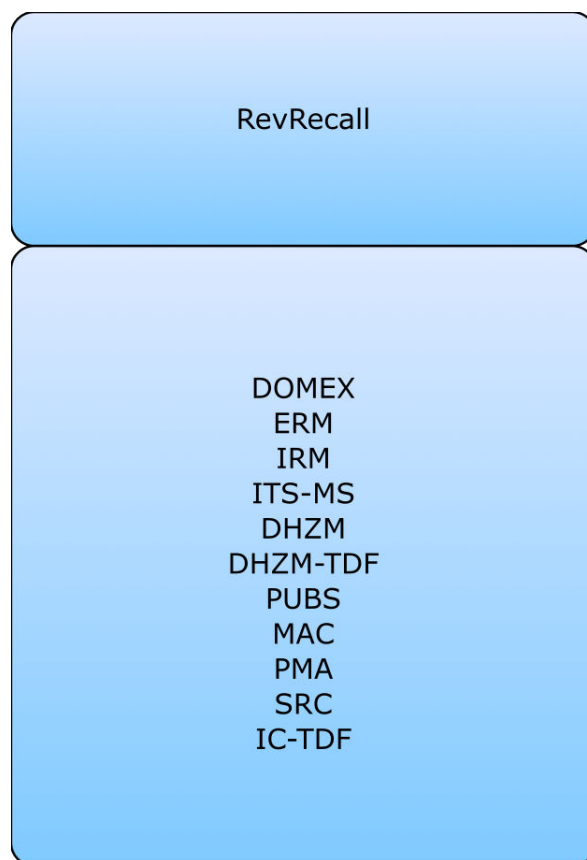 RevRecall
DOMEX
ERM
IRM
ITS-MS
DHZM
DHZM-TDF
PUBS
MAC
PMA
SRC
IC-TDF